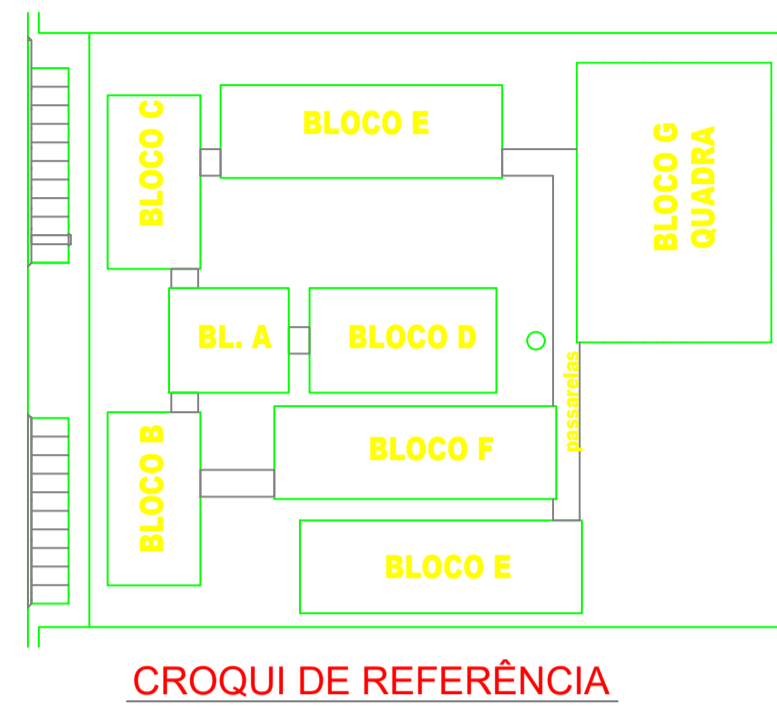 BLOCO C
BLOCO E
BLOCO G
QUADRA
BL. A
BLOCO D
passarelas
BLOCO B
BLOCO F
BLOCO E
CROQUI DE REFERÊNCIA